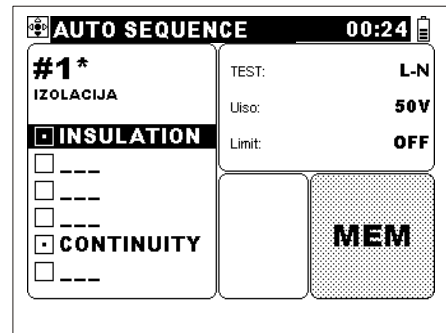 AUTO SEQUENCE 00:24
#1*
IZOLACIJA
INSULATION
---
---
---
CONTINUITY
---
TEST: L-N
Uiso: 50V
Limit: OFF
MEM